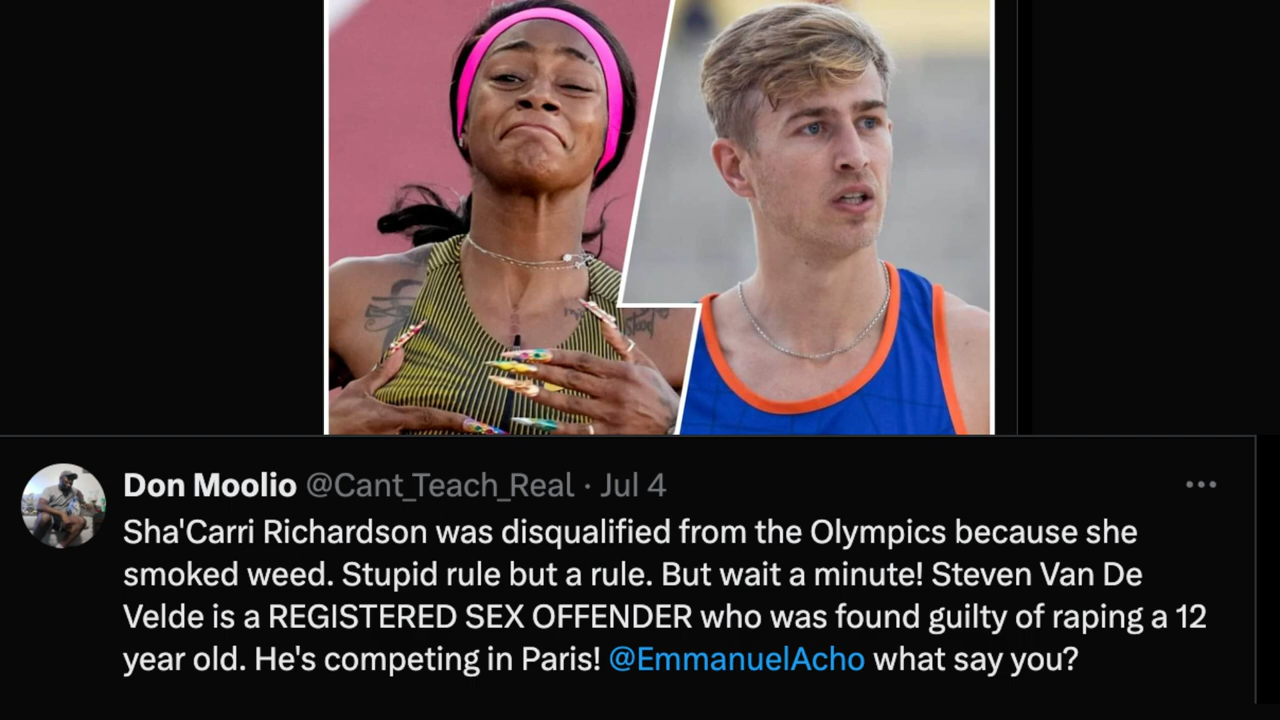 Don Moolio @Cant_Teach_Real · Jul 4
Sha'Carri Richardson was disqualified from the Olympics because she
smoked weed. Stupid rule but a rule. But wait a minute! Steven Van De
Velde is a REGISTERED SEX OFFENDER who was found guilty of raping a 12
year old. He's competing in Paris! @EmmanuelAcho what say you?